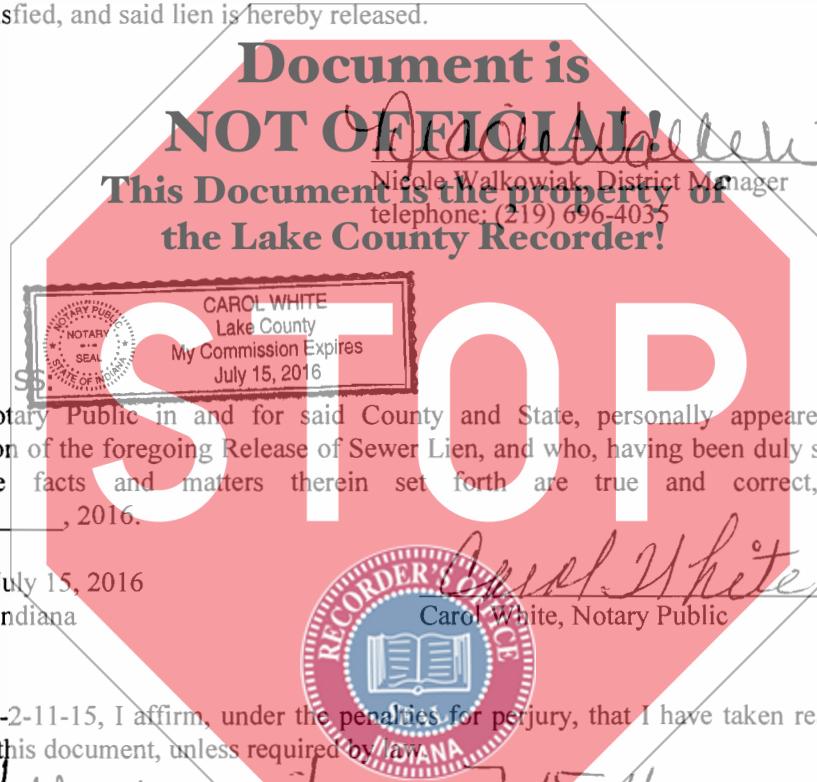 sfied, and said lien is hereby released.
Document is
NOT OFFICIAL!
Nicole Walkowiak
This Document is the property of
Nicole Walkowiak, District Manager
telephone: (219) 696-4035
the Lake County Recorder!
STOP
NOTARY PUBLIC
NOTARY
SEAL
STATE OF INDIANA
CAROL WHITE
Lake County
My Commission Expires
July 15, 2016
SS:
otary Public in and for said County and State, personally appeare
on of the foregoing Release of Sewer Lien, and who, having been duly s
e facts and matters therein set forth are true and correct,
, 2016.
Carol White
uly 15, 2016
ndiana
Carol White, Notary Public
RECORDER'S OFFICE
INDIANA
-2-11-15, I affirm, under the penalties for perjury, that I have taken re
this document, unless required by law